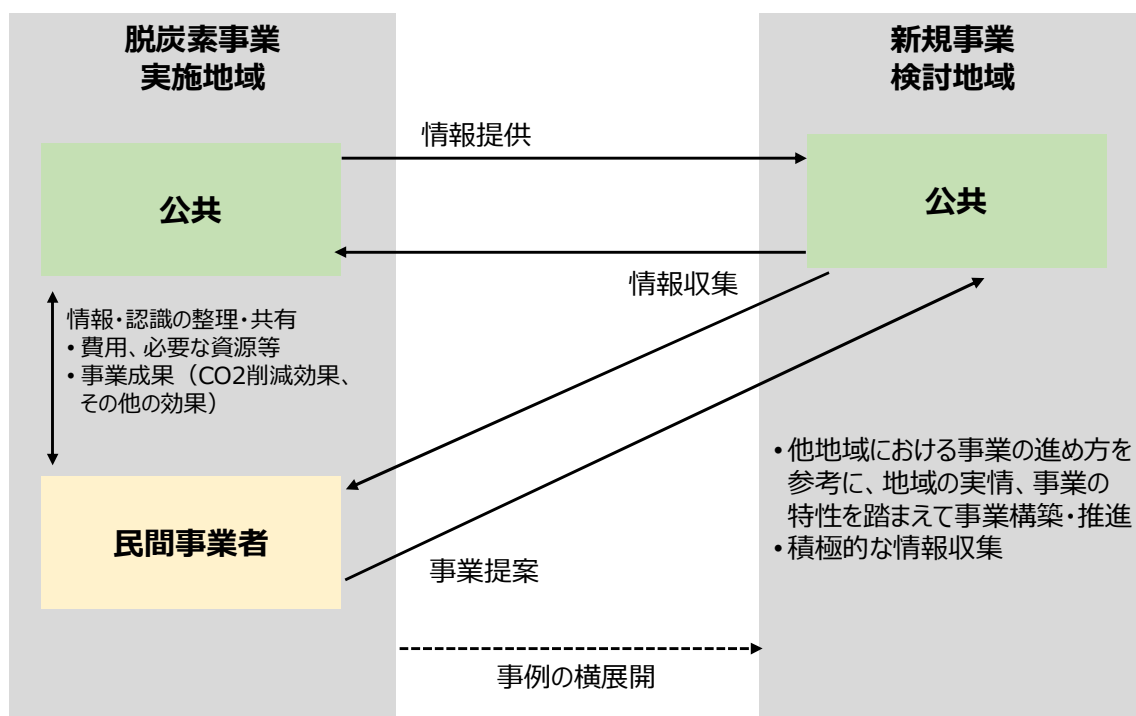 脱炭素事業
実施地域
新規事業
検討地域
情報提供
公共
公共
情報収集
情報・認識の整理・共有
• 費用、必要な資源等
• 事業成果（CO2削減効果、
その他の効果）
民間事業者
事業提案
• 他地域における事業の進め方を
参考に、地域の実情、事業の
特性を踏まえて事業構築・推進
• 積極的な情報収集
事例の横展開